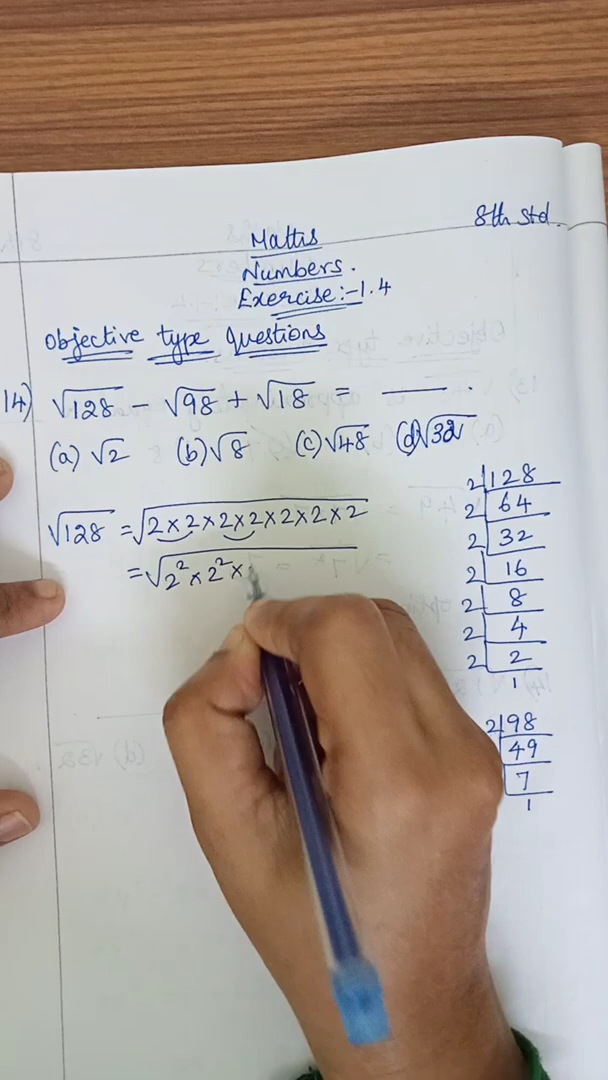 8th std.
Maths
Numbers.
Exercise:-1.4
Objective type Questions
14) √128 - √98 + √18 = ____ .
(a) √2 (b) √8 (c) √48 (d) √32
√128 = √2×2×2×2×2×2×2
= √2²×2²×
2 128
2 64
2 32
2 16
2 8
2 4
2 2
1
2 98
49
7
1